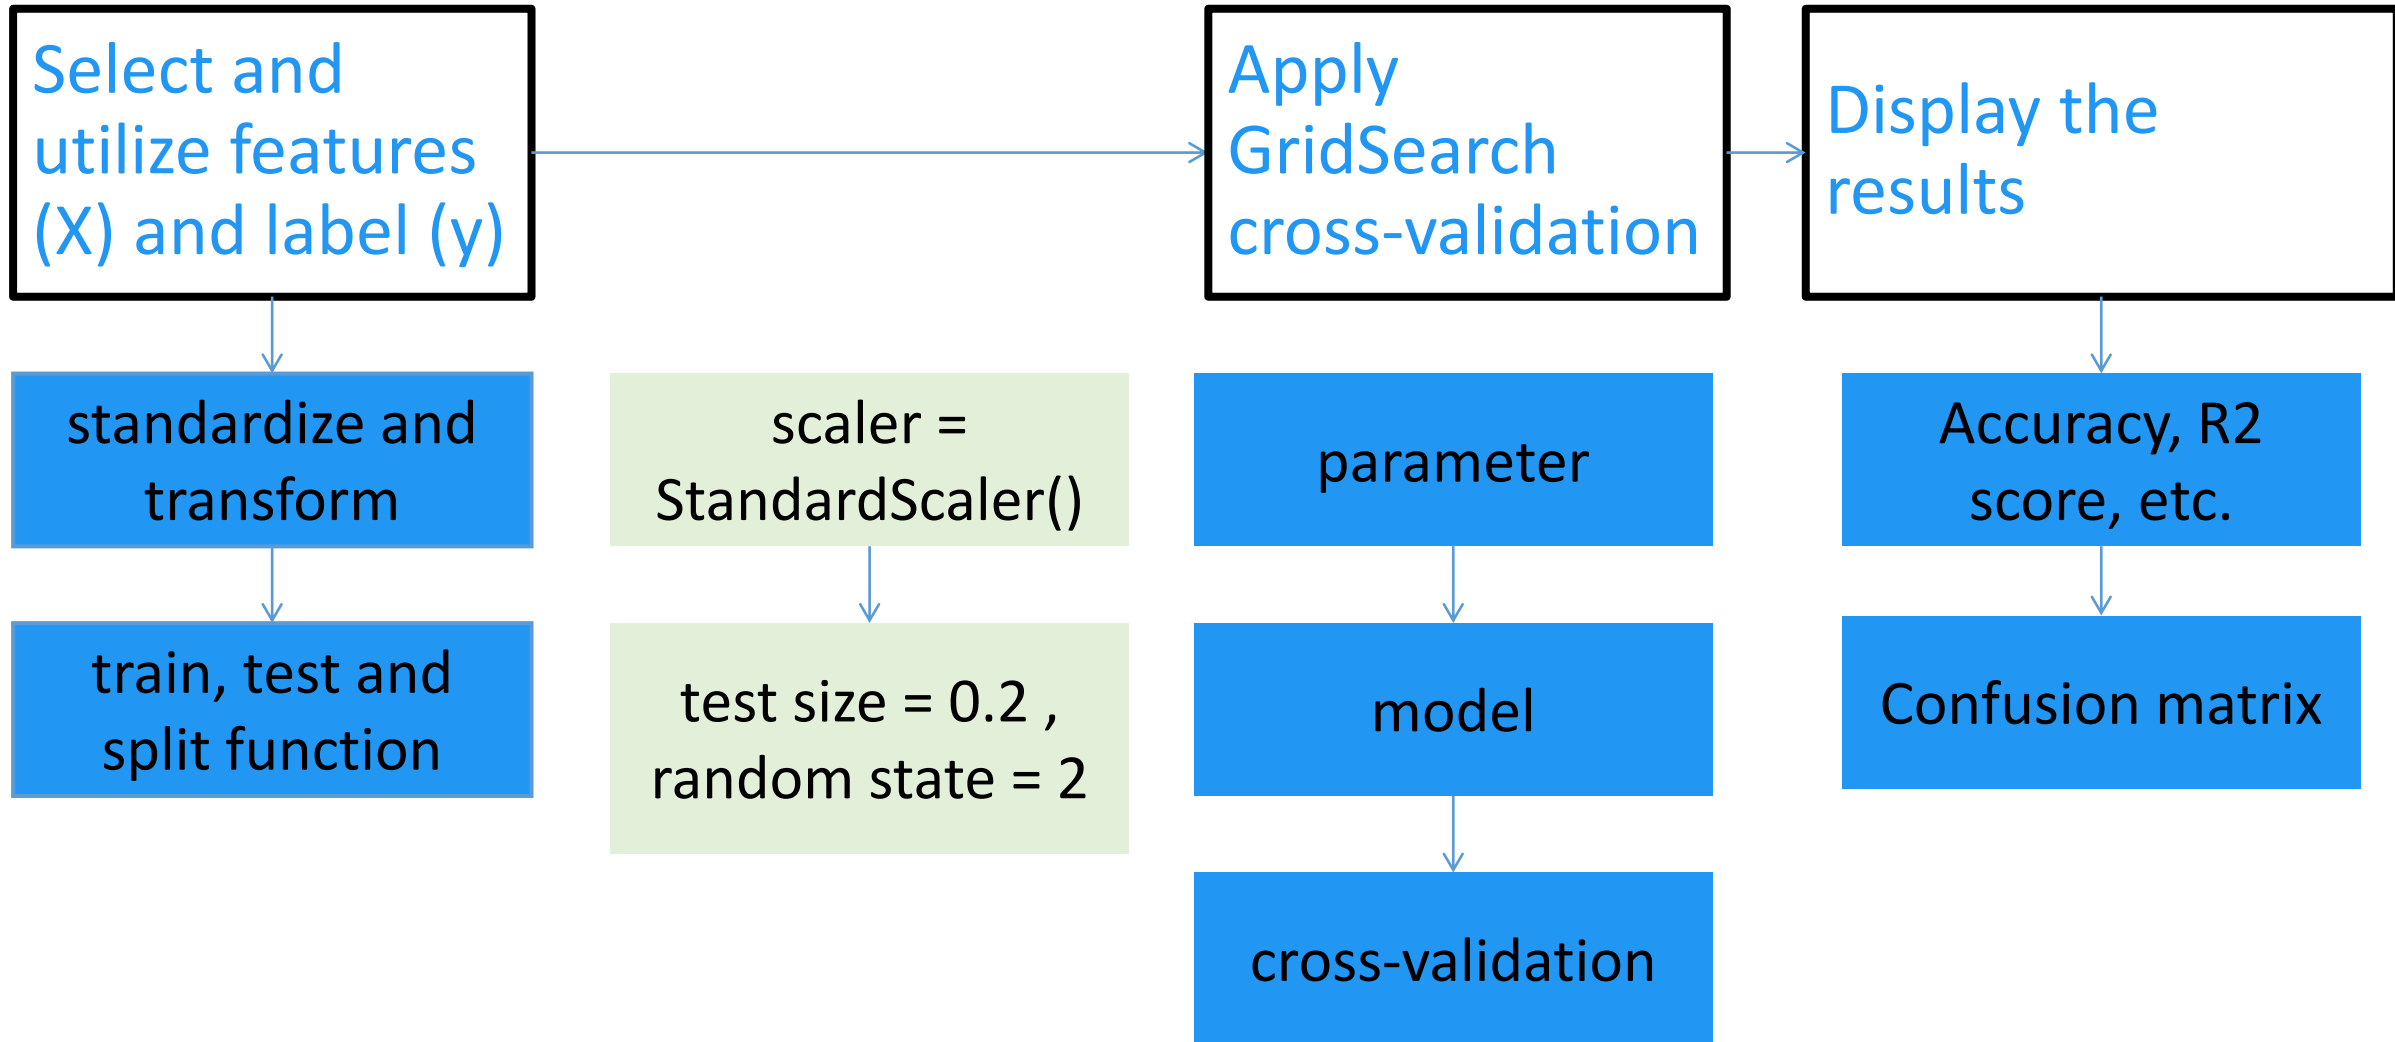 Select and
utilize features
(X) and label (y)
Apply
GridSearch
cross-validation
Display the
results
standardize and
transform
scaler =
StandardScaler()
parameter
Accuracy, R2
score, etc.
train, test and
split function
test size = 0.2 ,
random state = 2
model
Confusion matrix
cross-validation